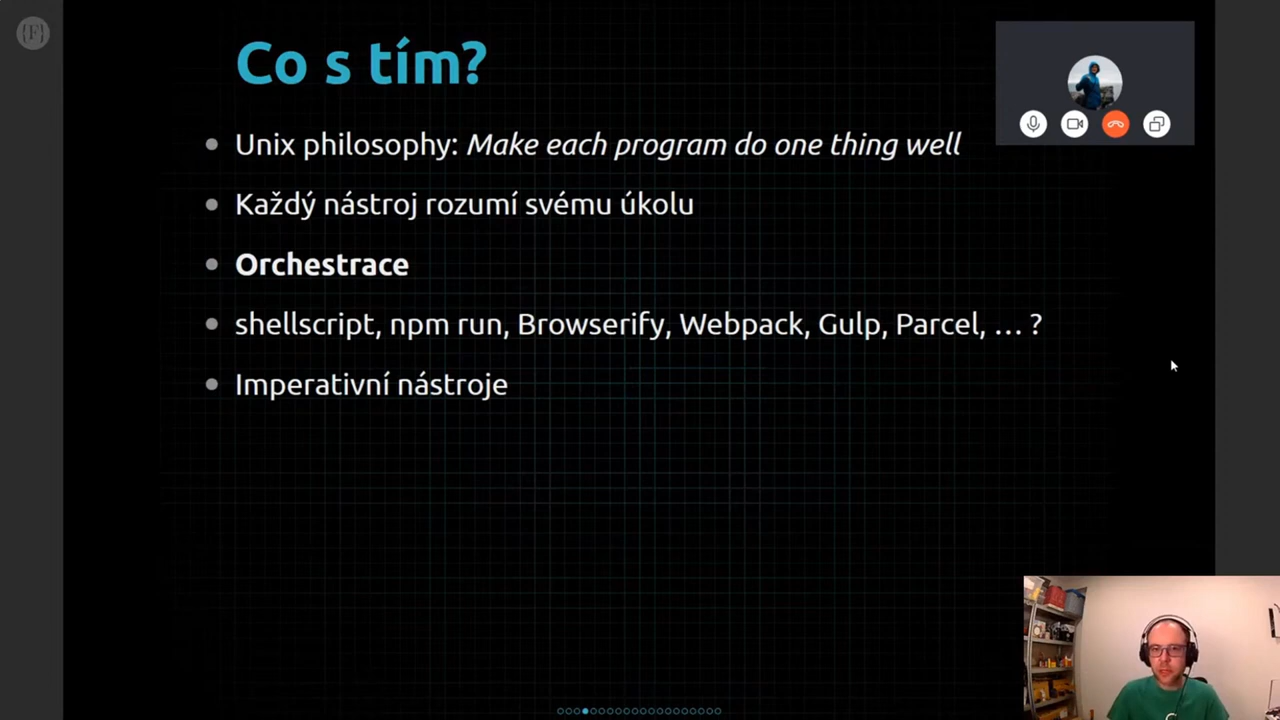 {F}
Co s tím?
Unix philosophy: Make each program do one thing well
Každý nástroj rozumí svému úkolu
Orchestrace
shellscript, npm run, Browserify, Webpack, Gulp, Parcel, … ?
Imperativní nástroje